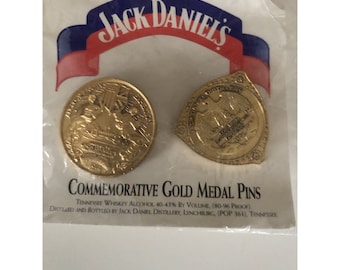 JACK DANIEL'S
COMMEMORATIVE GOLD MEDAL PINS
TENNESSEE WHISKEY ALCOHOL 40-43% BY VOLUME, (80-86 PROOF)
DISTILLED AND BOTTLED BY JACK DANIEL DISTILLERY, LYNCHBURG, (POP 361), TENNESSEE